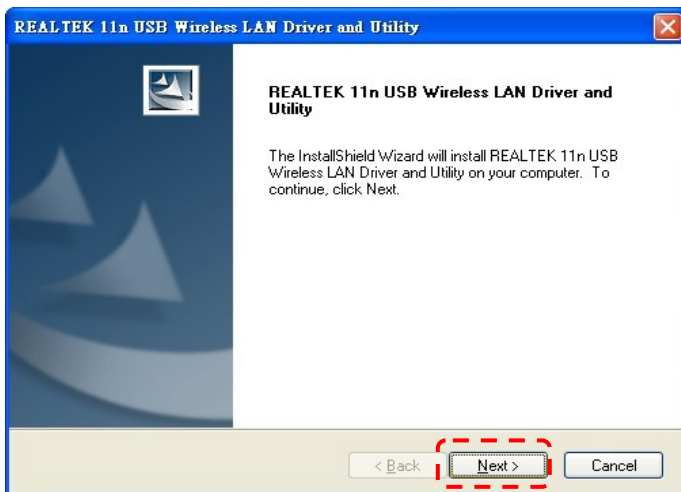 REALTEK 11n USB Wireless LAN Driver and Utility
REALTEK 11n USB Wireless LAN Driver and
Utility
The InstallShield Wizard will install REALTEK 11n USB
Wireless LAN Driver and Utility on your computer. To
continue, click Next.
< Back
Next >
Cancel